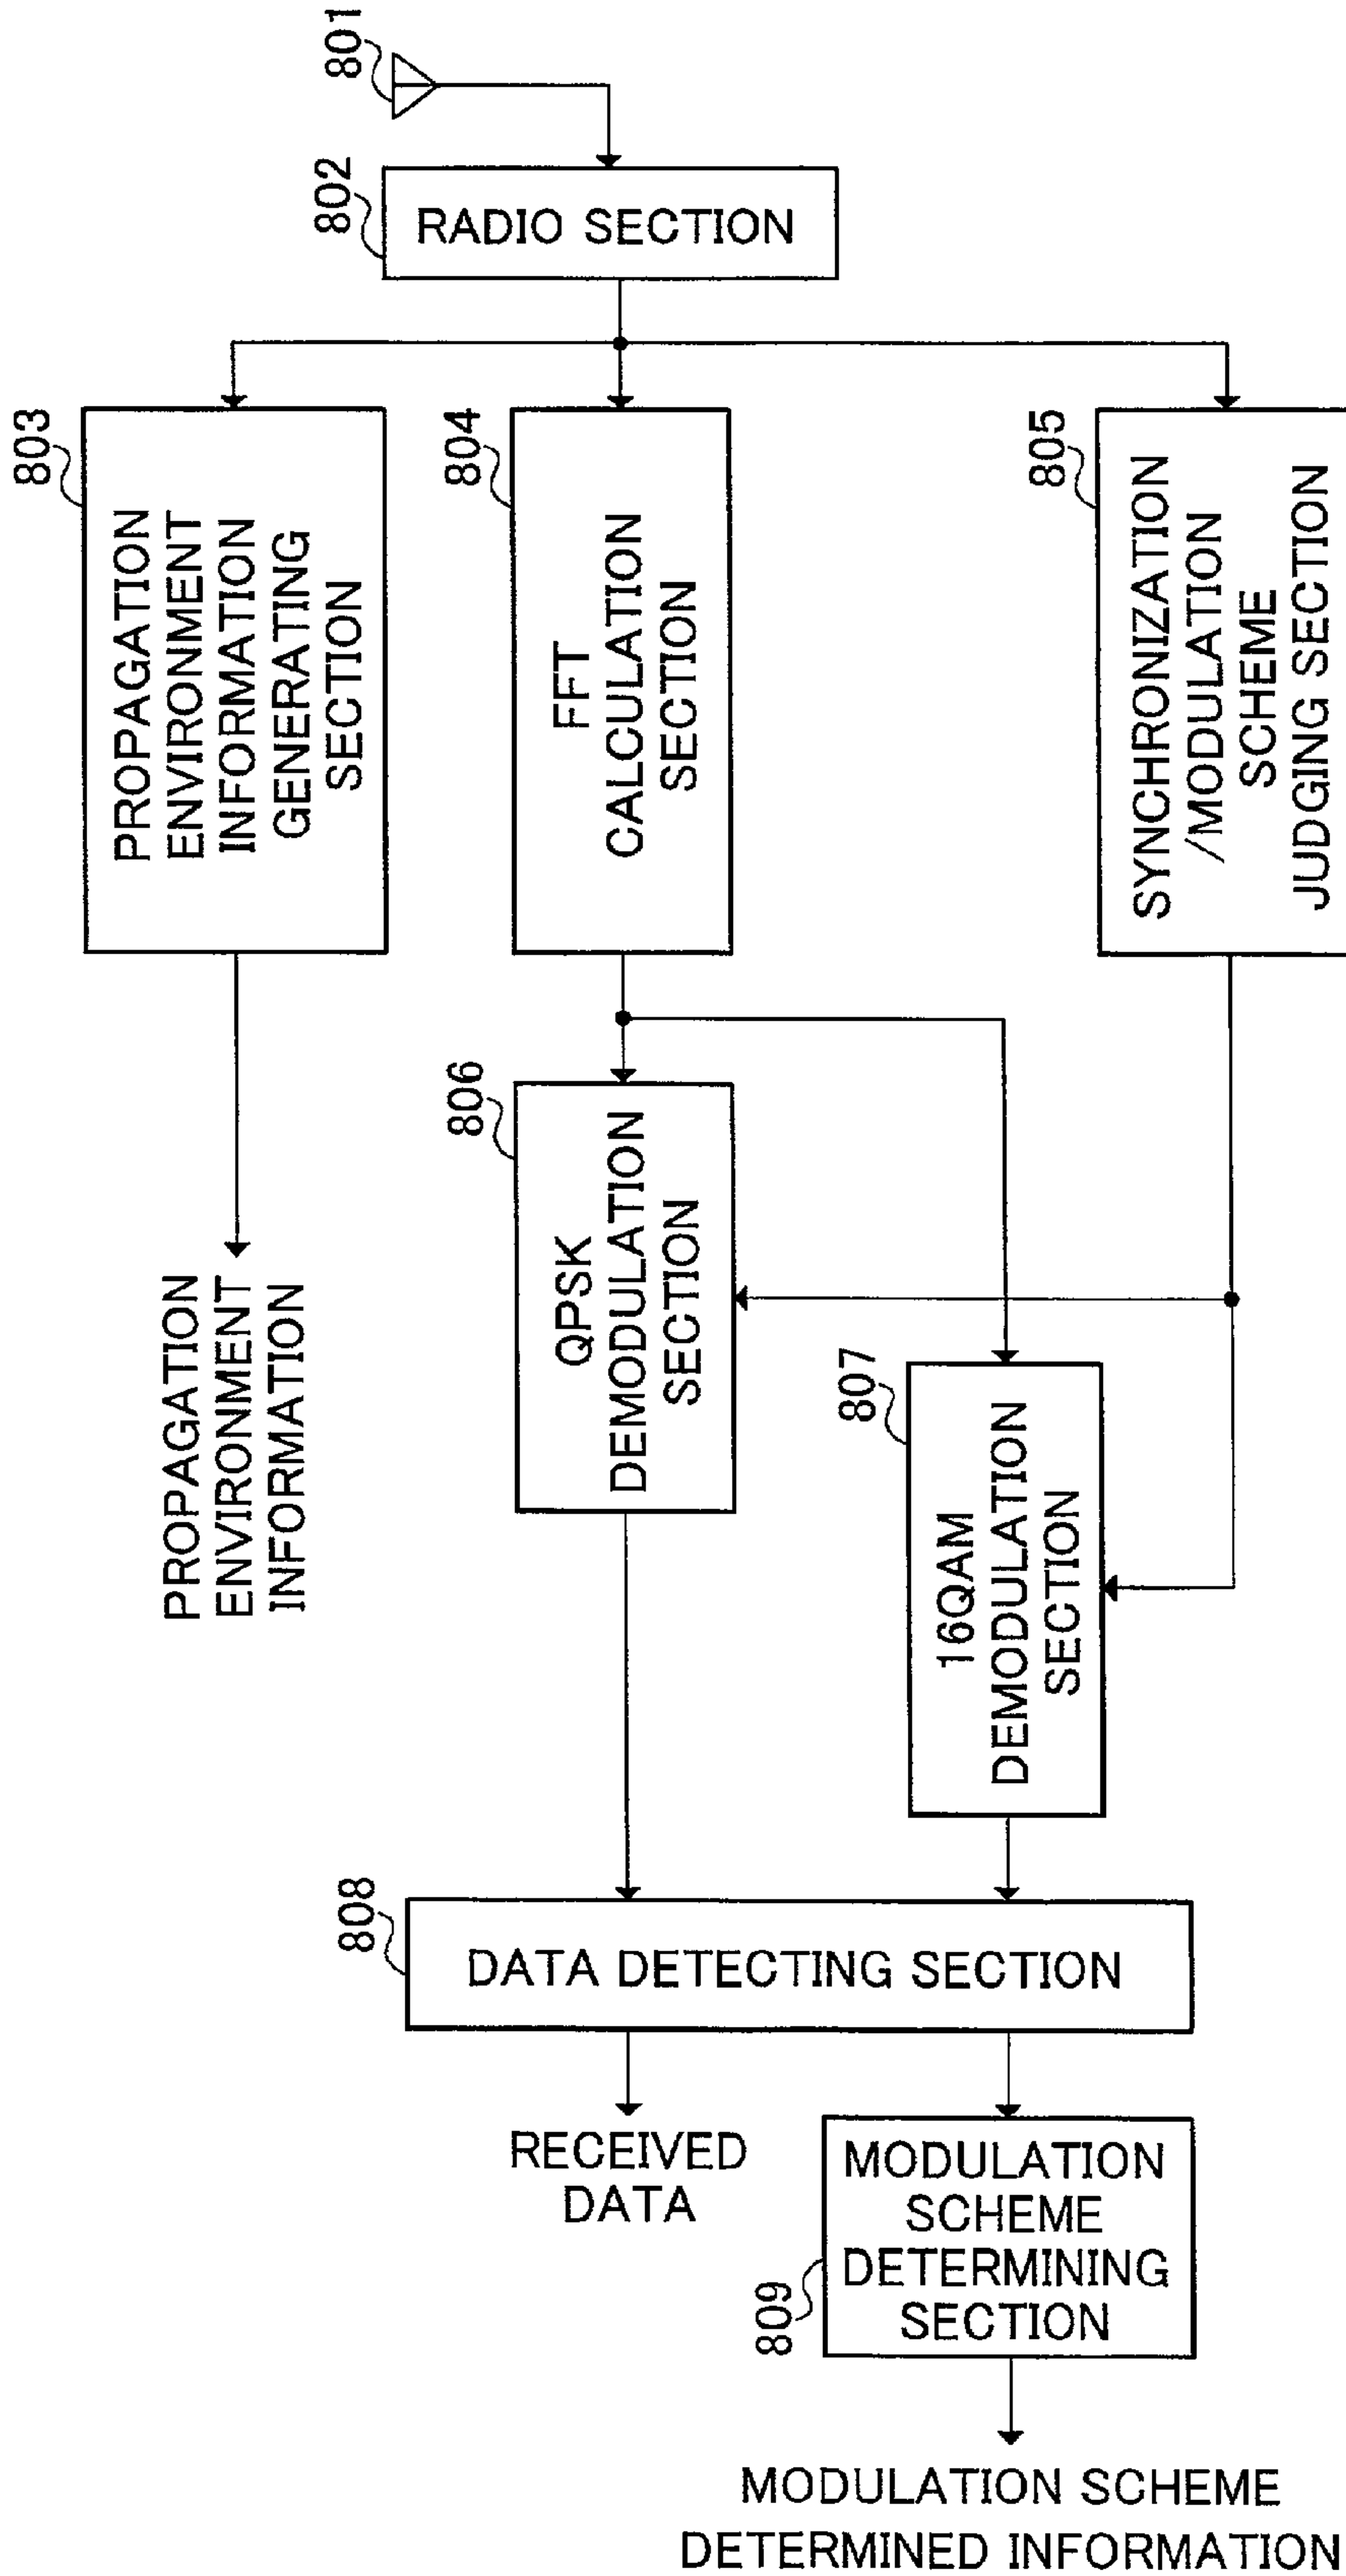 801
802
RADIO SECTION
803
PROPAGATION
ENVIRONMENT
INFORMATION
GENERATING
SECTION
804
FFT
CALCULATION
SECTION
805
SYNCHRONIZATION
/MODULATION
SCHEME
JUDGING SECTION
PROPAGATION
ENVIRONMENT
INFORMATION
806
QPSK
DEMODULATION
SECTION
807
16QAM
DEMODULATION
SECTION
808
DATA DETECTING SECTION
RECEIVED
DATA
809
MODULATION
SCHEME
DETERMINING
SECTION
MODULATION SCHEME
DETERMINED INFORMATION